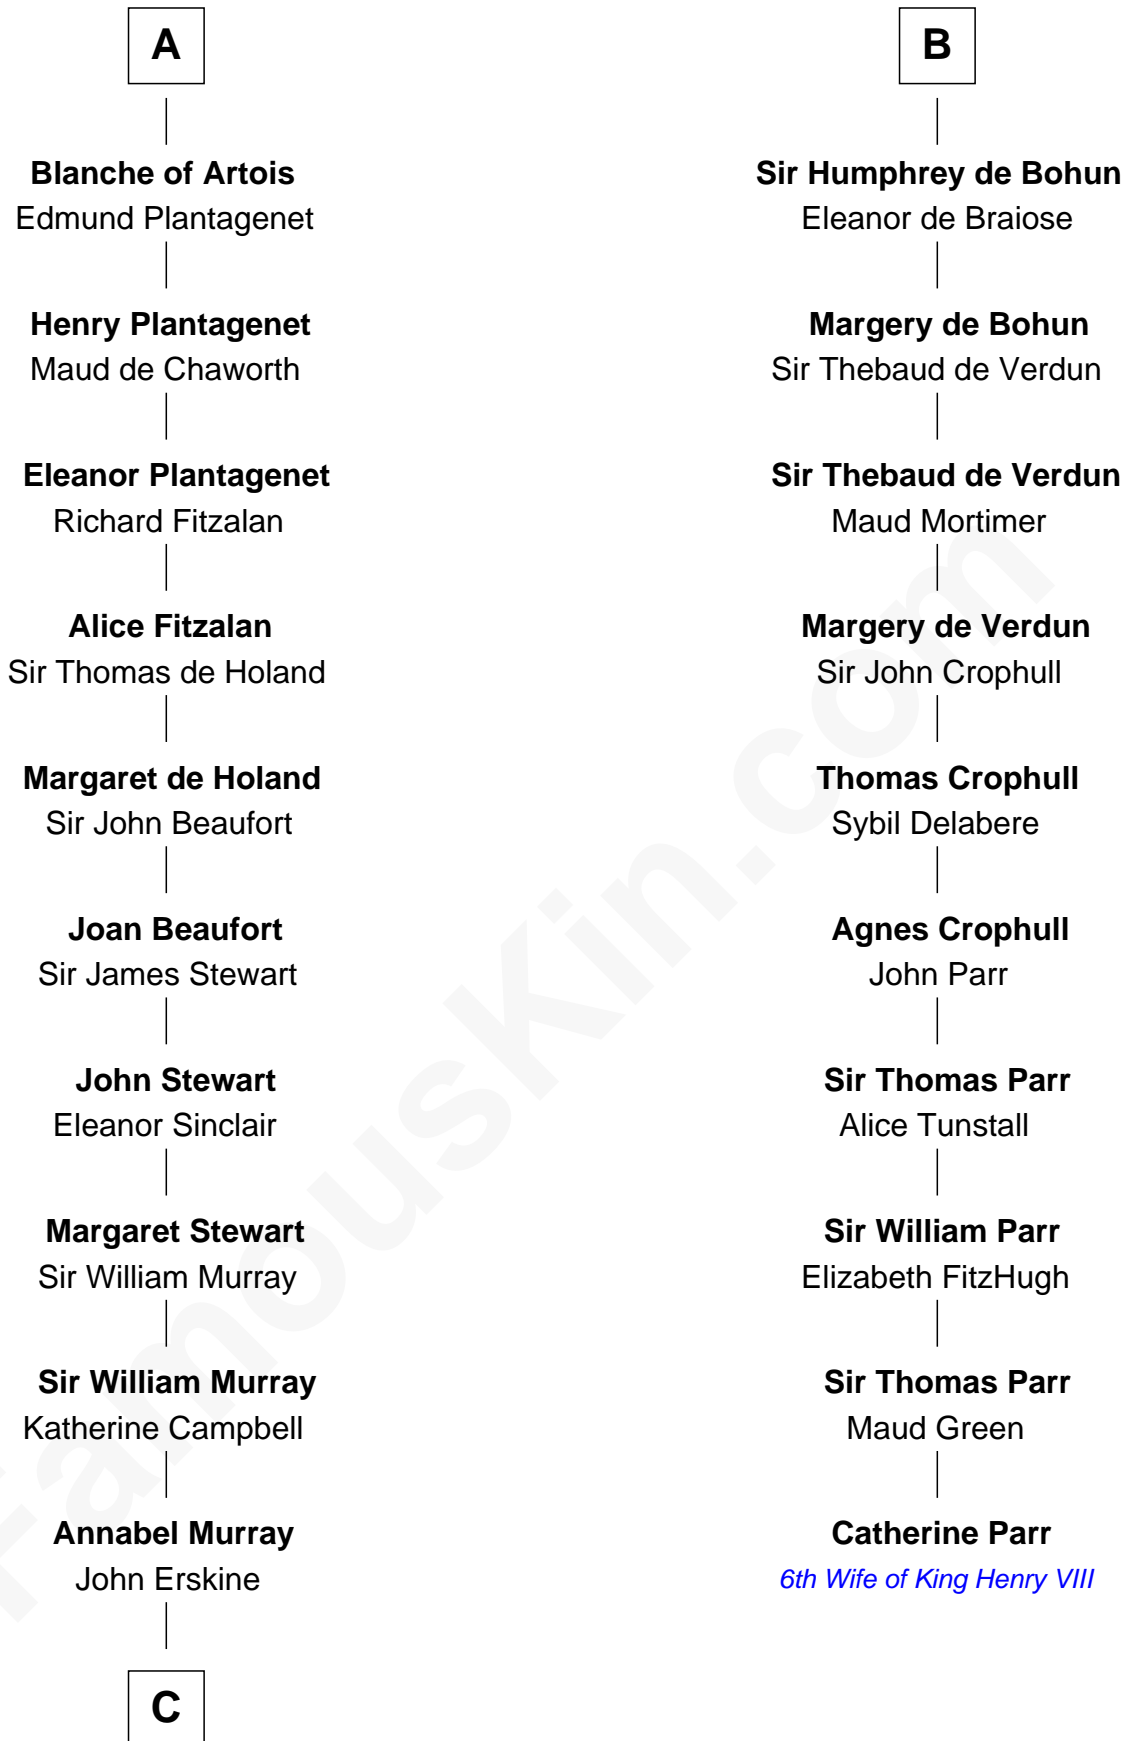 A
Blanche of Artois
Edmund Plantagenet
Henry Plantagenet
Maud de Chaworth
Eleanor Plantagenet
Richard Fitzalan
Alice Fitzalan
Sir Thomas de Holand
Margaret de Holand
Sir John Beaufort
Joan Beaufort
Sir James Stewart
John Stewart
Eleanor Sinclair
Margaret Stewart
Sir William Murray
Sir William Murray
Katherine Campbell
Annabel Murray
John Erskine
C
B
Sir Humphrey de Bohun
Eleanor de Braiose
Margery de Bohun
Sir Thebaud de Verdun
Sir Thebaud de Verdun
Maud Mortimer
Margery de Verdun
Sir John Crophull
Thomas Crophull
Sybil Delabere
Agnes Crophull
John Parr
Sir Thomas Parr
Alice Tunstall
Sir William Parr
Elizabeth FitzHugh
Sir Thomas Parr
Maud Green
Catherine Parr
6th Wife of King Henry VIII
FamousKin.com